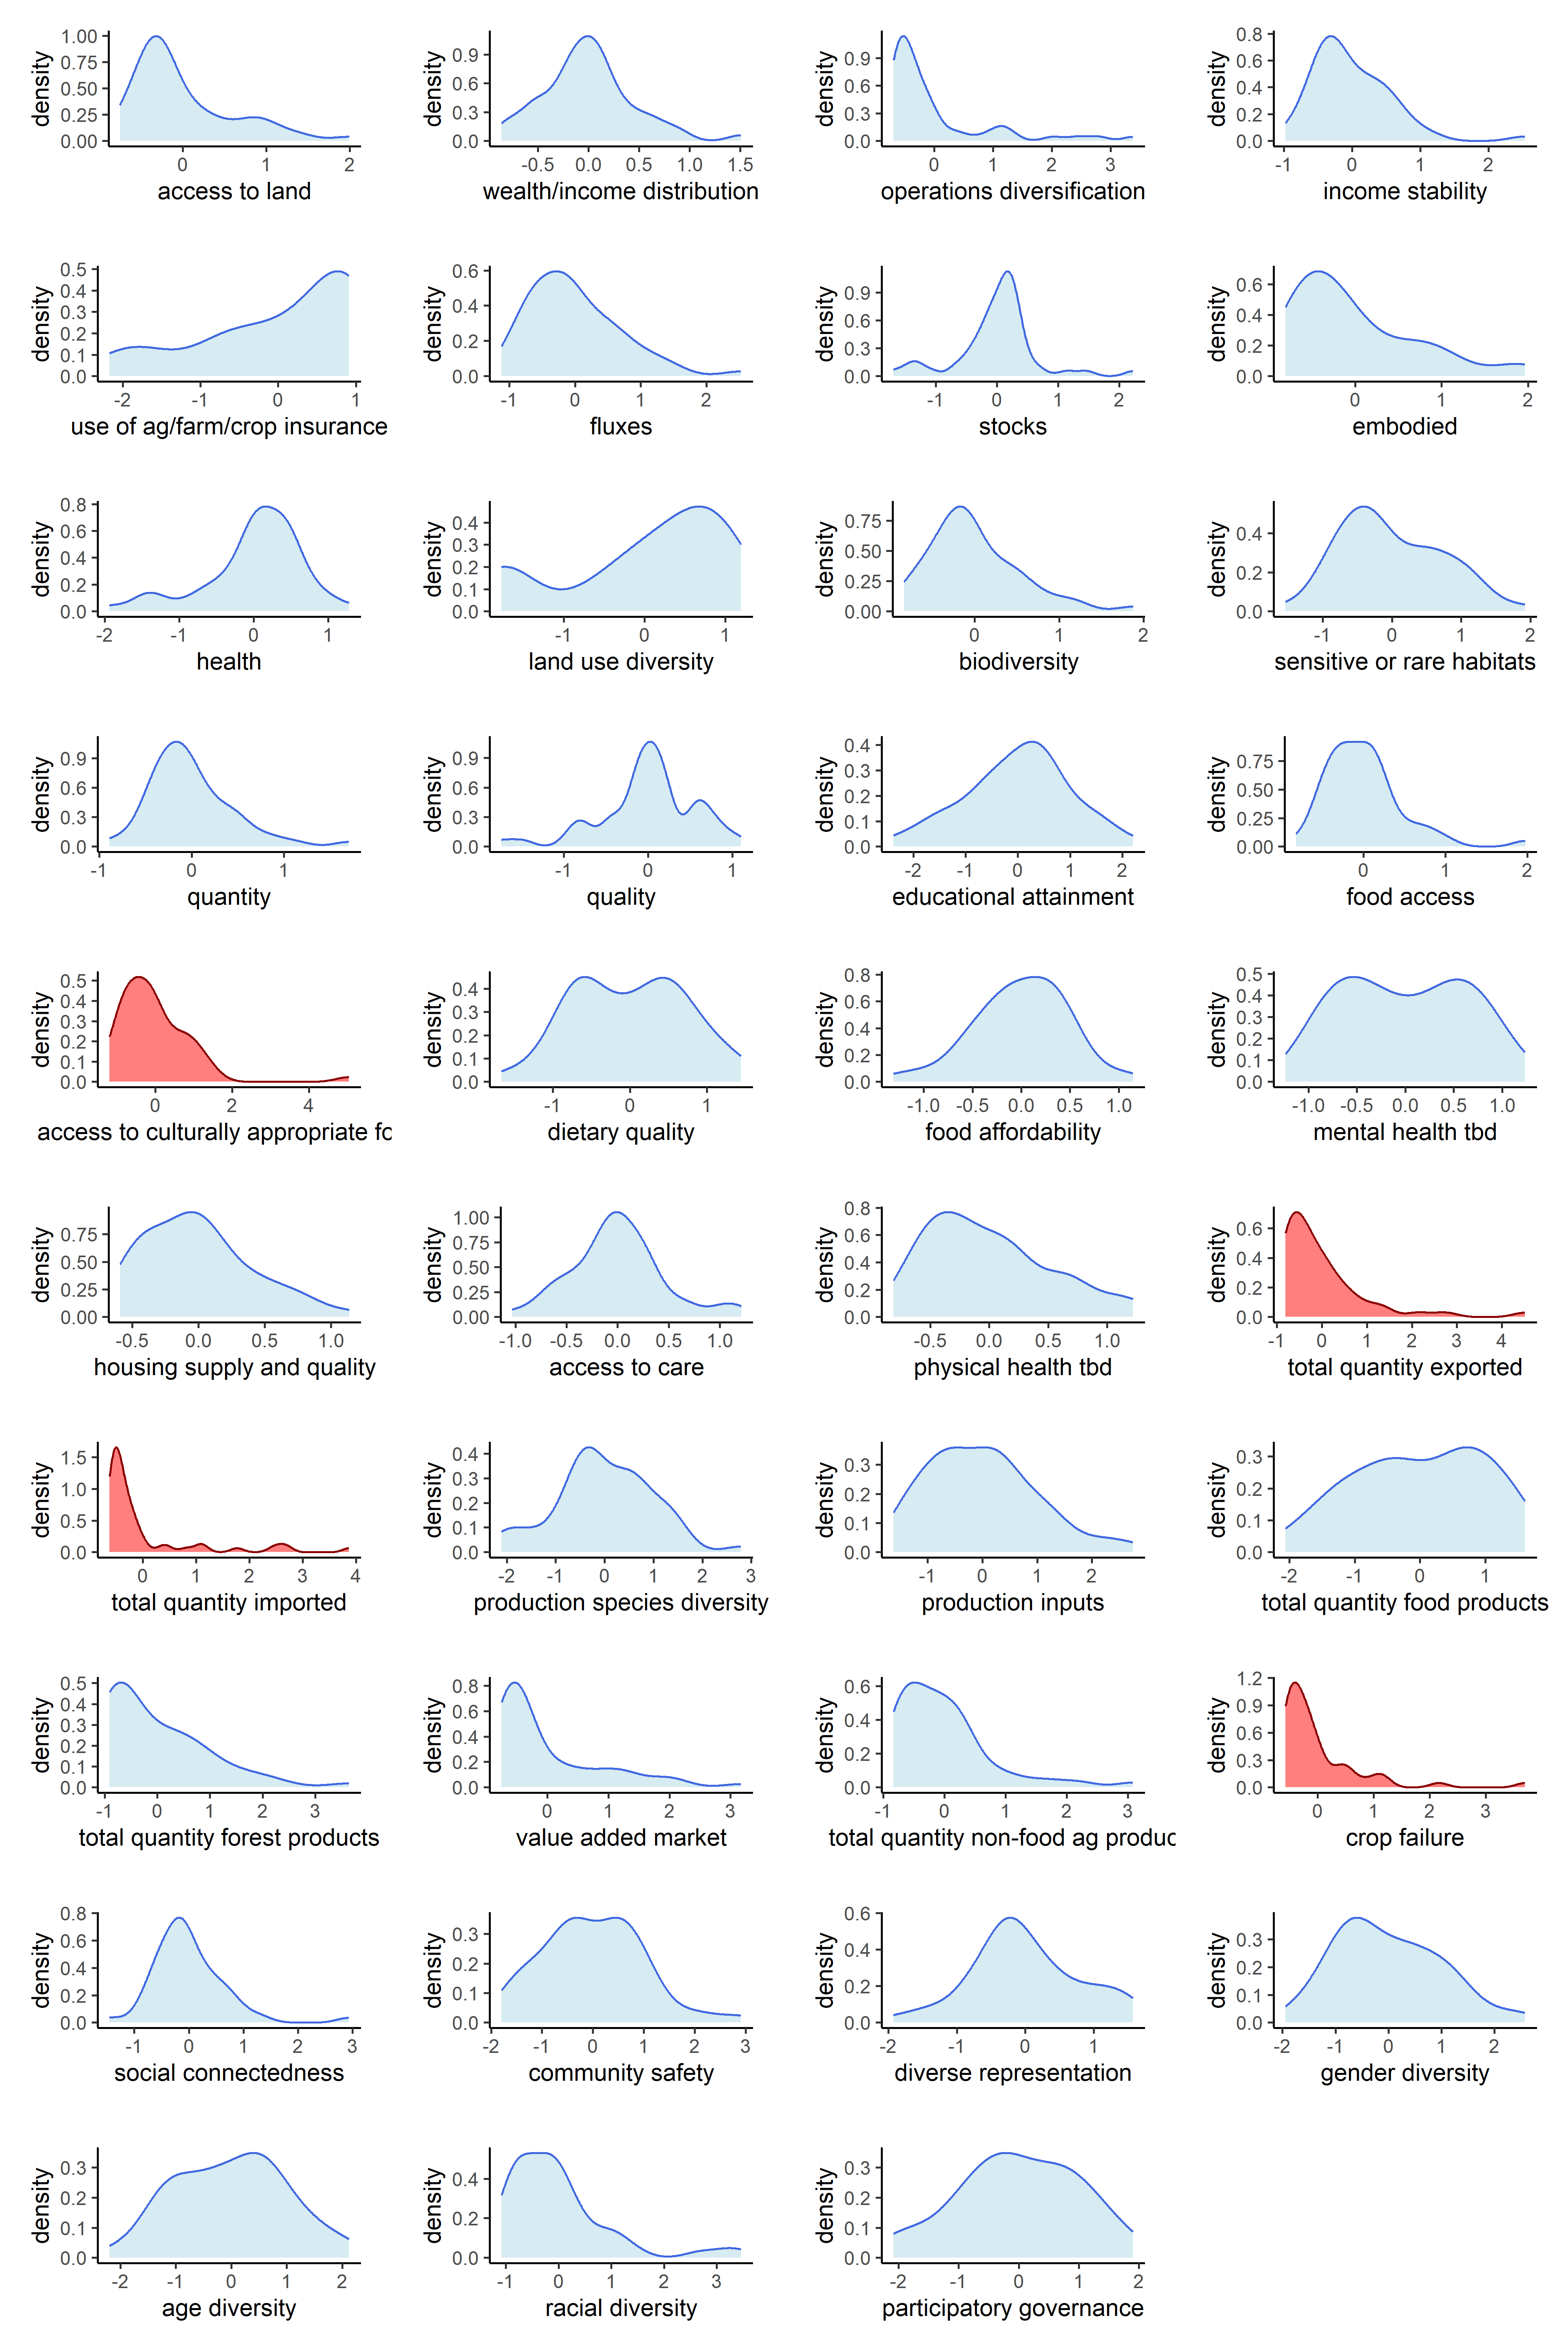 density
1.00
0.75
0.50
0.25
0.00
0 1 2
access to land
density
0.9
0.6
0.3
0.0
-0.5 0.0 0.5 1.0 1.5
wealth/income distribution
density
0.9
0.6
0.3
0.0
0 1 2 3
operations diversification
density
0.8
0.6
0.4
0.2
0.0
-1 0 1 2
income stability
density
0.5
0.4
0.3
0.2
0.1
0.0
-2 -1 0 1
use of ag/farm/crop insurance
density
0.6
0.4
0.2
0.0
-1 0 1 2
fluxes
density
0.9
0.6
0.3
0.0
-1 0 1 2
stocks
density
0.6
0.4
0.2
0.0
0 1 2
embodied
density
0.8
0.6
0.4
0.2
0.0
-2 -1 0 1
health
density
0.4
0.3
0.2
0.1
0.0
-1 0 1
land use diversity
density
0.75
0.50
0.25
0.00
0 1 2
biodiversity
density
0.4
0.2
0.0
-1 0 1 2
sensitive or rare habitats
density
0.9
0.6
0.3
0.0
-1 0 1
quantity
density
0.9
0.6
0.3
0.0
-1 0 1
quality
density
0.4
0.3
0.2
0.1
0.0
-2 -1 0 1 2
educational attainment
density
0.75
0.50
0.25
0.00
0 1 2
food access
density
0.5
0.4
0.3
0.2
0.1
0.0
0 2 4
access to culturally appropriate fo
density
0.4
0.3
0.2
0.1
0.0
-1 0 1
dietary quality
density
0.8
0.6
0.4
0.2
0.0
-1.0 -0.5 0.0 0.5 1.0
food affordability
density
0.5
0.4
0.3
0.2
0.1
0.0
-1.0 -0.5 0.0 0.5 1.0
mental health tbd
density
0.75
0.50
0.25
0.00
-0.5 0.0 0.5 1.0
housing supply and quality
density
1.00
0.75
0.50
0.25
0.00
-1.0 -0.5 0.0 0.5 1.0
access to care
density
0.8
0.6
0.4
0.2
0.0
-0.5 0.0 0.5 1.0
physical health tbd
density
0.6
0.4
0.2
0.0
-1 0 1 2 3 4
total quantity exported
density
1.5
1.0
0.5
0.0
0 1 2 3 4
total quantity imported
density
0.4
0.3
0.2
0.1
0.0
-2 -1 0 1 2 3
production species diversity
density
0.3
0.2
0.1
0.0
-1 0 1 2
production inputs
density
0.3
0.2
0.1
0.0
-2 -1 0 1
total quantity food products
density
0.5
0.4
0.3
0.2
0.1
0.0
-1 0 1 2 3
total quantity forest products
density
0.8
0.6
0.4
0.2
0.0
0 1 2 3
value added market
density
0.6
0.4
0.2
0.0
-1 0 1 2 3
total quantity non-food ag produc
density
1.2
0.9
0.6
0.3
0.0
0 1 2 3
crop failure
density
0.8
0.6
0.4
0.2
0.0
-1 0 1 2 3
social connectedness
density
0.3
0.2
0.1
0.0
-2 -1 0 1 2 3
community safety
density
0.6
0.4
0.2
0.0
-2 -1 0 1
diverse representation
density
0.3
0.2
0.1
0.0
-2 -1 0 1 2
gender diversity
density
0.3
0.2
0.1
0.0
-2 -1 0 1 2
age diversity
density
0.4
0.2
0.0
-1 0 1 2 3
racial diversity
density
0.3
0.2
0.1
0.0
-2 -1 0 1 2
participatory governance